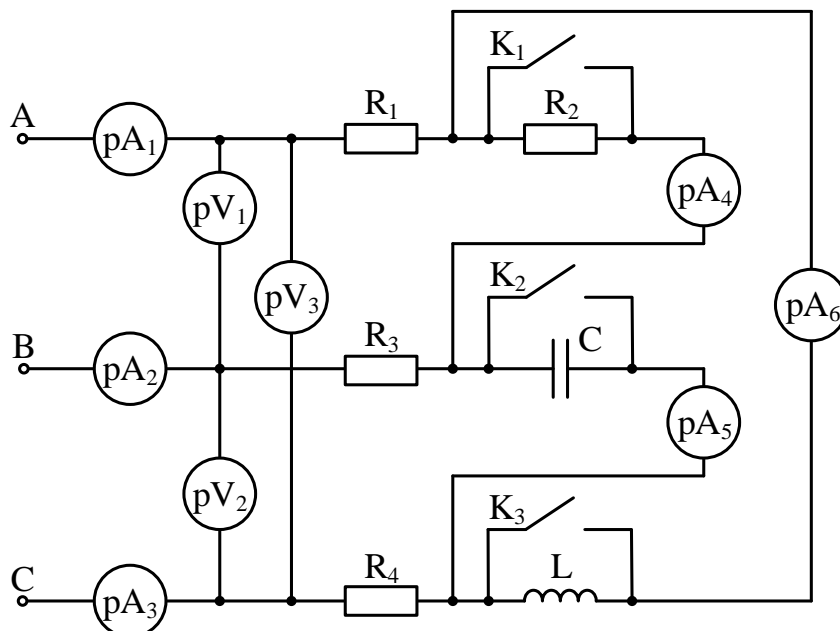 K₁
A
pA₁
R₁
R₂
pV₁
pA₄
pV₃
K₂
pA₆
B
pA₂
R₃
C
pA₅
pV₂
K₃
C
pA₃
R₄
L